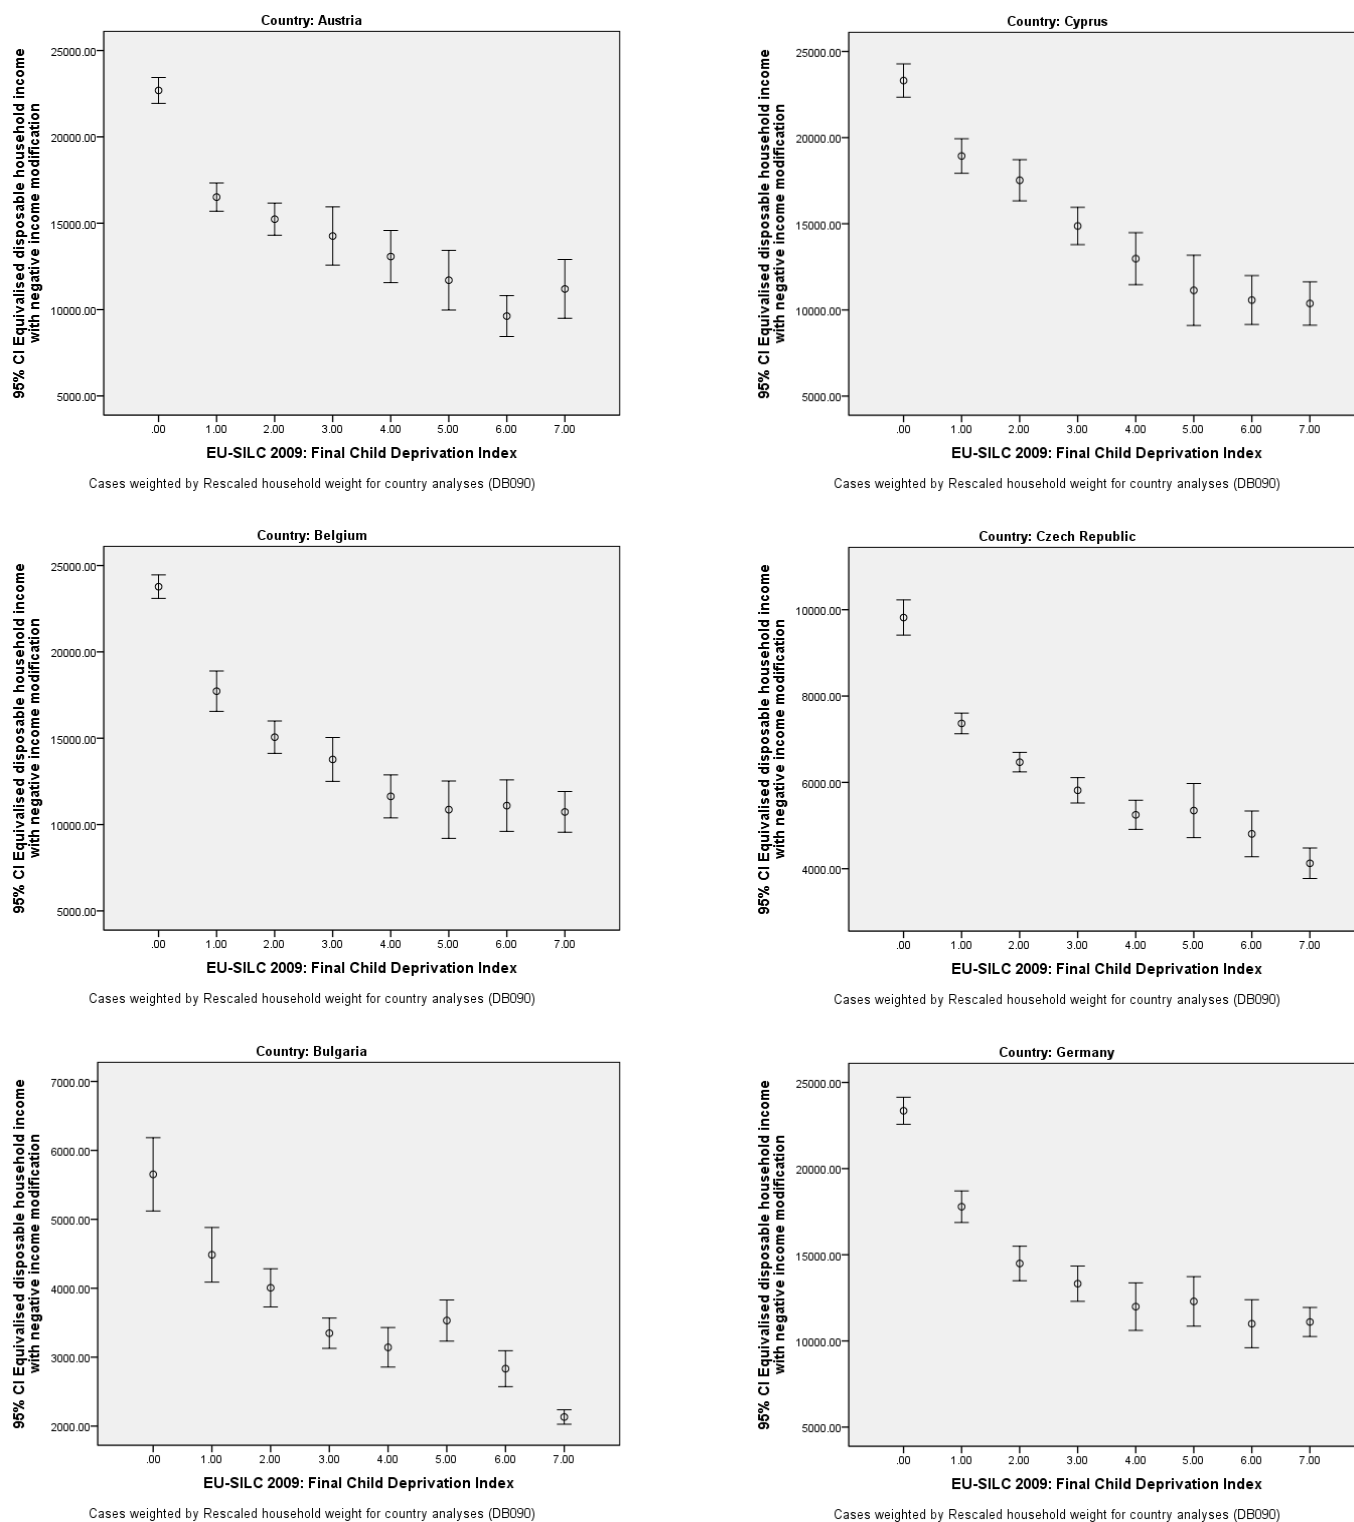 Country: Austria
95% CI Equivalised disposable household income
with negative income modification
25000.00
20000.00
15000.00
10000.00
5000.00
.00 1.00 2.00 3.00 4.00 5.00 6.00 7.00
EU-SILC 2009: Final Child Deprivation Index
Cases weighted by Rescaled household weight for country analyses (DB090)
Country: Cyprus
95% CI Equivalised disposable household income
with negative income modification
25000.00
20000.00
15000.00
10000.00
5000.00
.00 1.00 2.00 3.00 4.00 5.00 6.00 7.00
EU-SILC 2009: Final Child Deprivation Index
Cases weighted by Rescaled household weight for country analyses (DB090)
Country: Belgium
95% CI Equivalised disposable household income
with negative income modification
25000.00
20000.00
15000.00
10000.00
5000.00
.00 1.00 2.00 3.00 4.00 5.00 6.00 7.00
EU-SILC 2009: Final Child Deprivation Index
Cases weighted by Rescaled household weight for country analyses (DB090)
Country: Czech Republic
95% CI Equivalised disposable household income
with negative income modification
10000.00
8000.00
6000.00
4000.00
.00 1.00 2.00 3.00 4.00 5.00 6.00 7.00
EU-SILC 2009: Final Child Deprivation Index
Cases weighted by Rescaled household weight for country analyses (DB090)
Country: Bulgaria
95% CI Equivalised disposable household income
with negative income modification
7000.00
6000.00
5000.00
4000.00
3000.00
2000.00
.00 1.00 2.00 3.00 4.00 5.00 6.00 7.00
EU-SILC 2009: Final Child Deprivation Index
Cases weighted by Rescaled household weight for country analyses (DB090)
Country: Germany
95% CI Equivalised disposable household income
with negative income modification
25000.00
20000.00
15000.00
10000.00
5000.00
.00 1.00 2.00 3.00 4.00 5.00 6.00 7.00
EU-SILC 2009: Final Child Deprivation Index
Cases weighted by Rescaled household weight for country analyses (DB090)